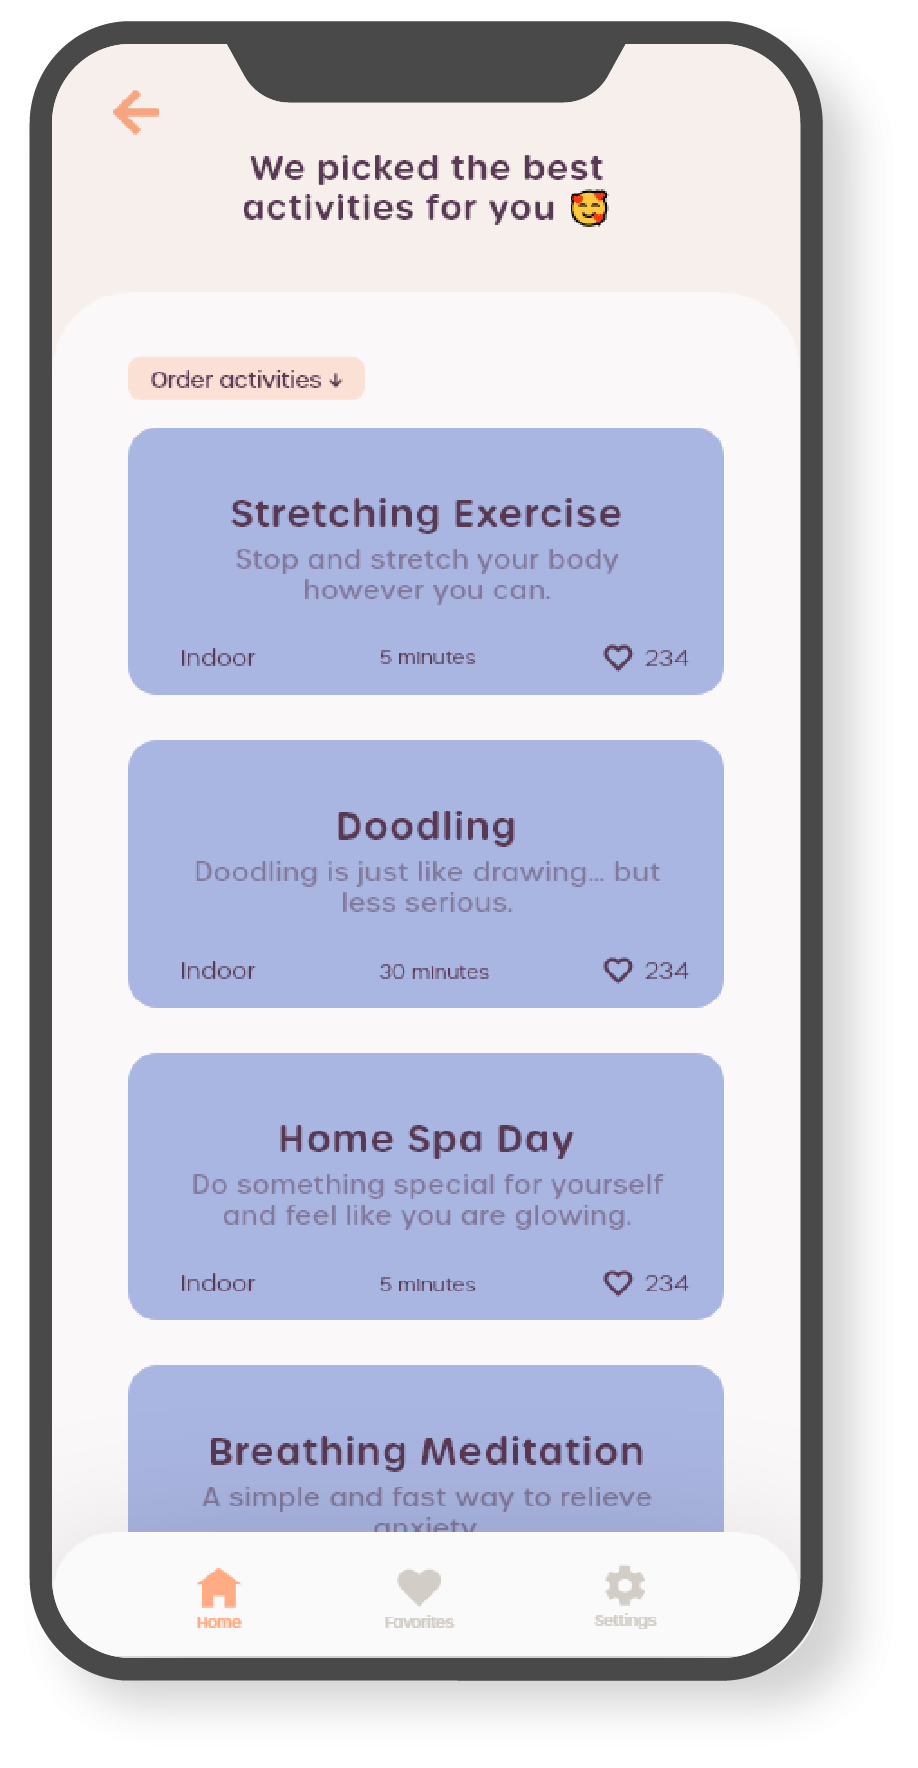 We picked the best
activities for you 🥰
Order activities ↓
Stretching Exercise
Stop and stretch your body
however you can.
Indoor 5 minutes 234
Doodling
Doodling is just like drawing... but
less serious.
Indoor 30 minutes 234
Home Spa Day
Do something special for yourself
and feel like you are glowing.
Indoor 5 minutes 234
Breathing Meditation
A simple and fast way to relieve
anxiety
Home Favorites Settings